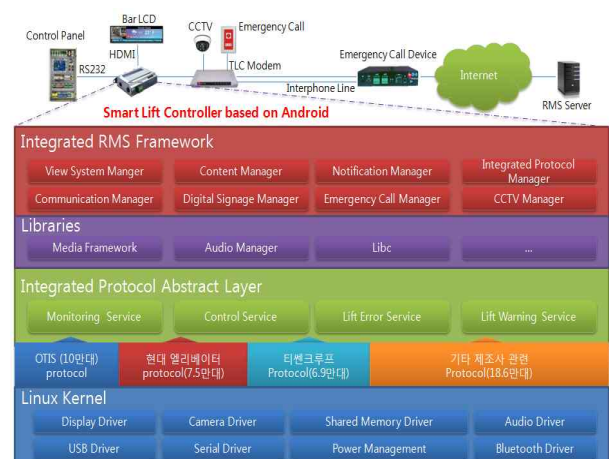 Bar LCD
CCTV
Emergency Call
Control Panel
HDMI
RS232
TLC Modem
Emergency Call Device
Internet
Interphone Line
RMS Server
Smart Lift Controller based on Android
Integrated RMS Framework
View System Manger
Content Manager
Notification Manager
Integrated Protocol
Manager
Communication Manager
Digital Signage Manager
Emergency Call Manager
CCTV Manager
Libraries
Media Framework
Audio Manager
Libc
...
Integrated Protocol Abstract Layer
Monitoring Service
Control Service
Lift Error Service
Lift Warning Service
OTIS (10만대)
protocol
현대 엘리베이터
protocol(7.5만대)
티쎈크루프
Protocol(6.9만대)
기타 제조사 관련
Protocol(18.6만대)
Linux Kernel
Display Driver
Camera Driver
Shared Memory Driver
Audio Driver
USB Driver
Serial Driver
Power Management
Bluetooth Driver